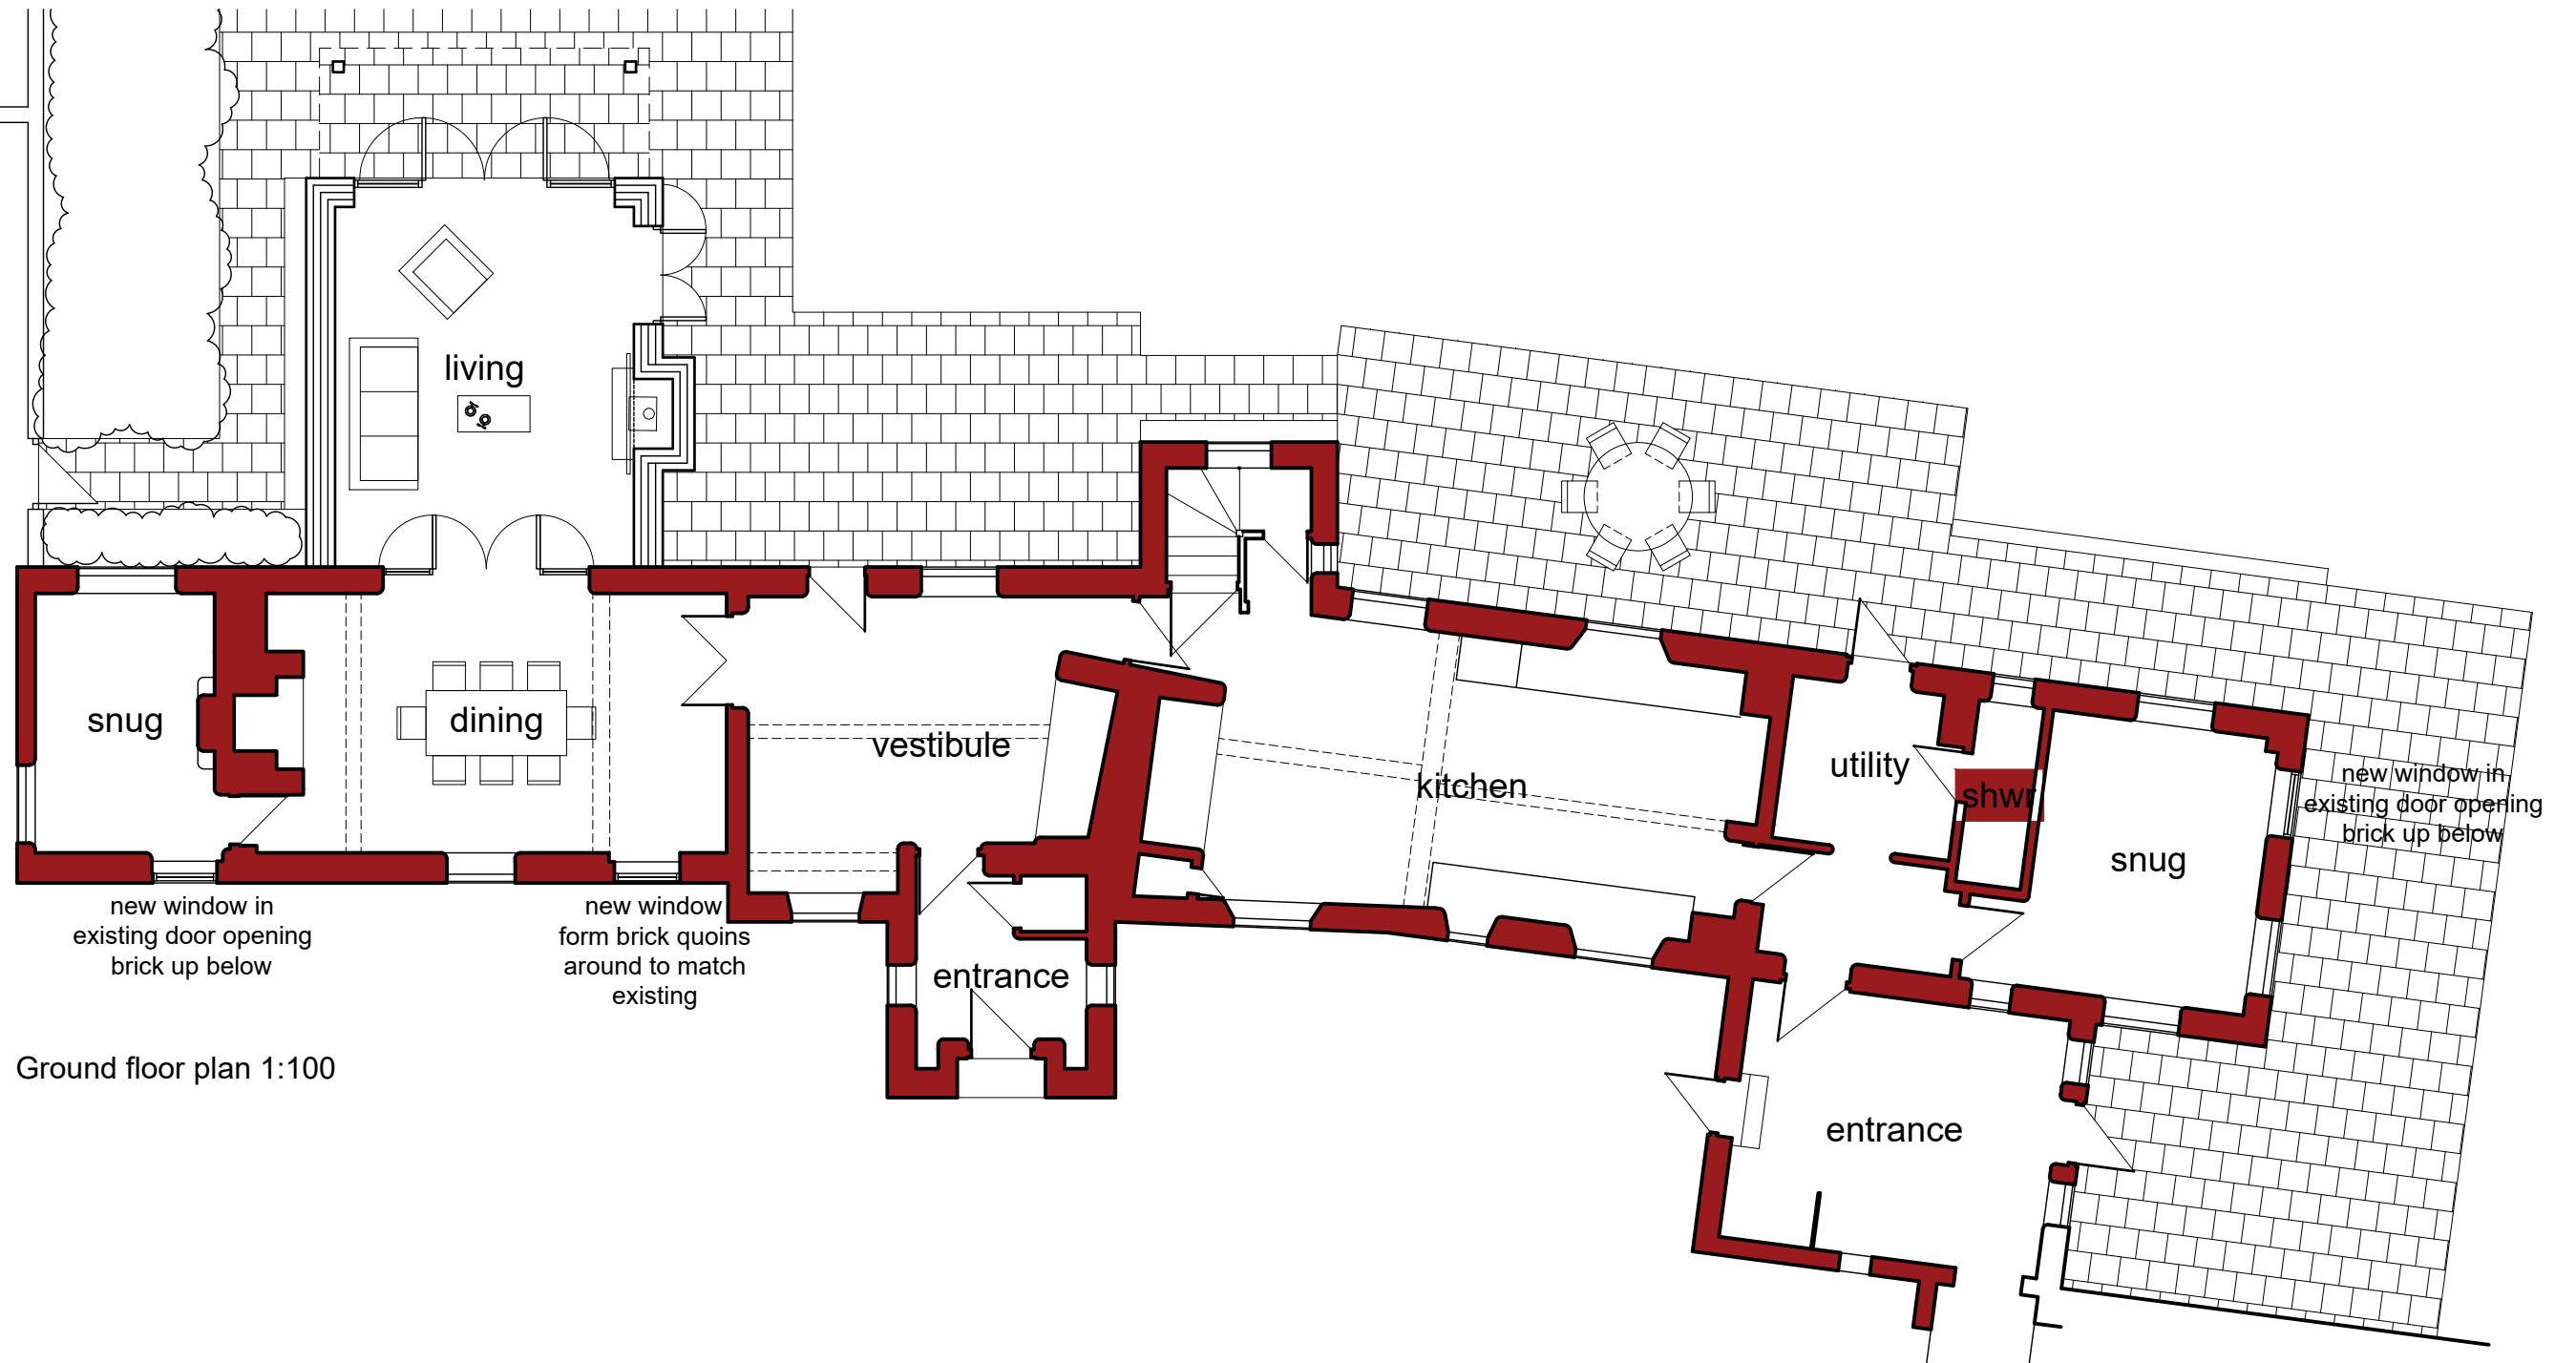 living
snug
dining
vestibule
kitchen
utility
shwr
snug
new window in
existing door opening
brick up below
new window in
existing door opening
brick up below
new window
form brick quoins
around to match
existing
entrance
entrance
Ground floor plan 1:100